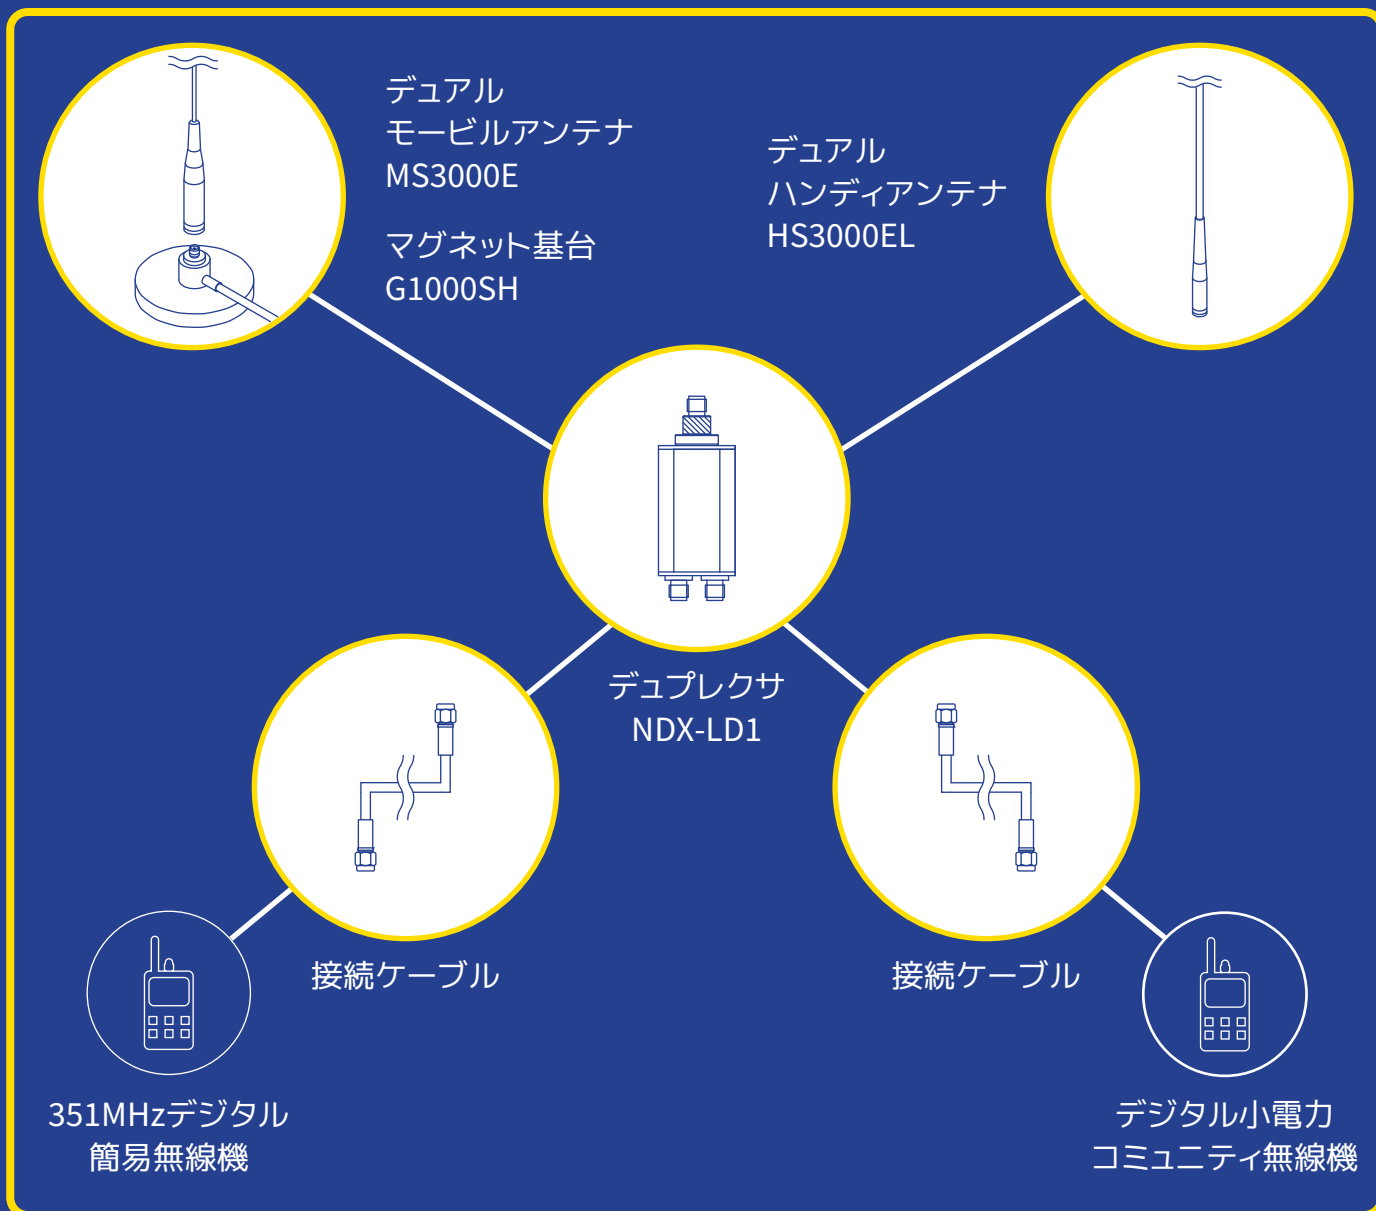 デュアル
モービルアンテナ
MS3000E
マグネット基台
G1000SH
デュアル
ハンディアンテナ
HS3000EL
デュプレクサ
NDX-LD1
接続ケーブル
接続ケーブル
351MHzデジタル
簡易無線機
デジタル小電力
コミュニティ無線機